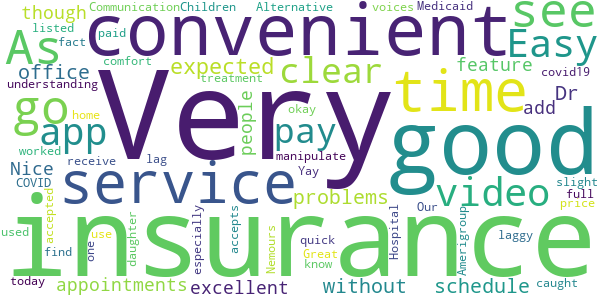 though Communication Children Alternative voices Medicaid see
As listed fact paid convenient Easy
office comfort expected clear feature covid19
understanding treatment Dr
go app Very time add
people okay pay good
worked home manipulate
Nice receive lag Yay
COVID service problems video slight full
used accepted use one daughter especially accepts Our price
find Nemours quick Great know Hospital Amerigroup laggy
insurance
today appointments excellent without schedule caught